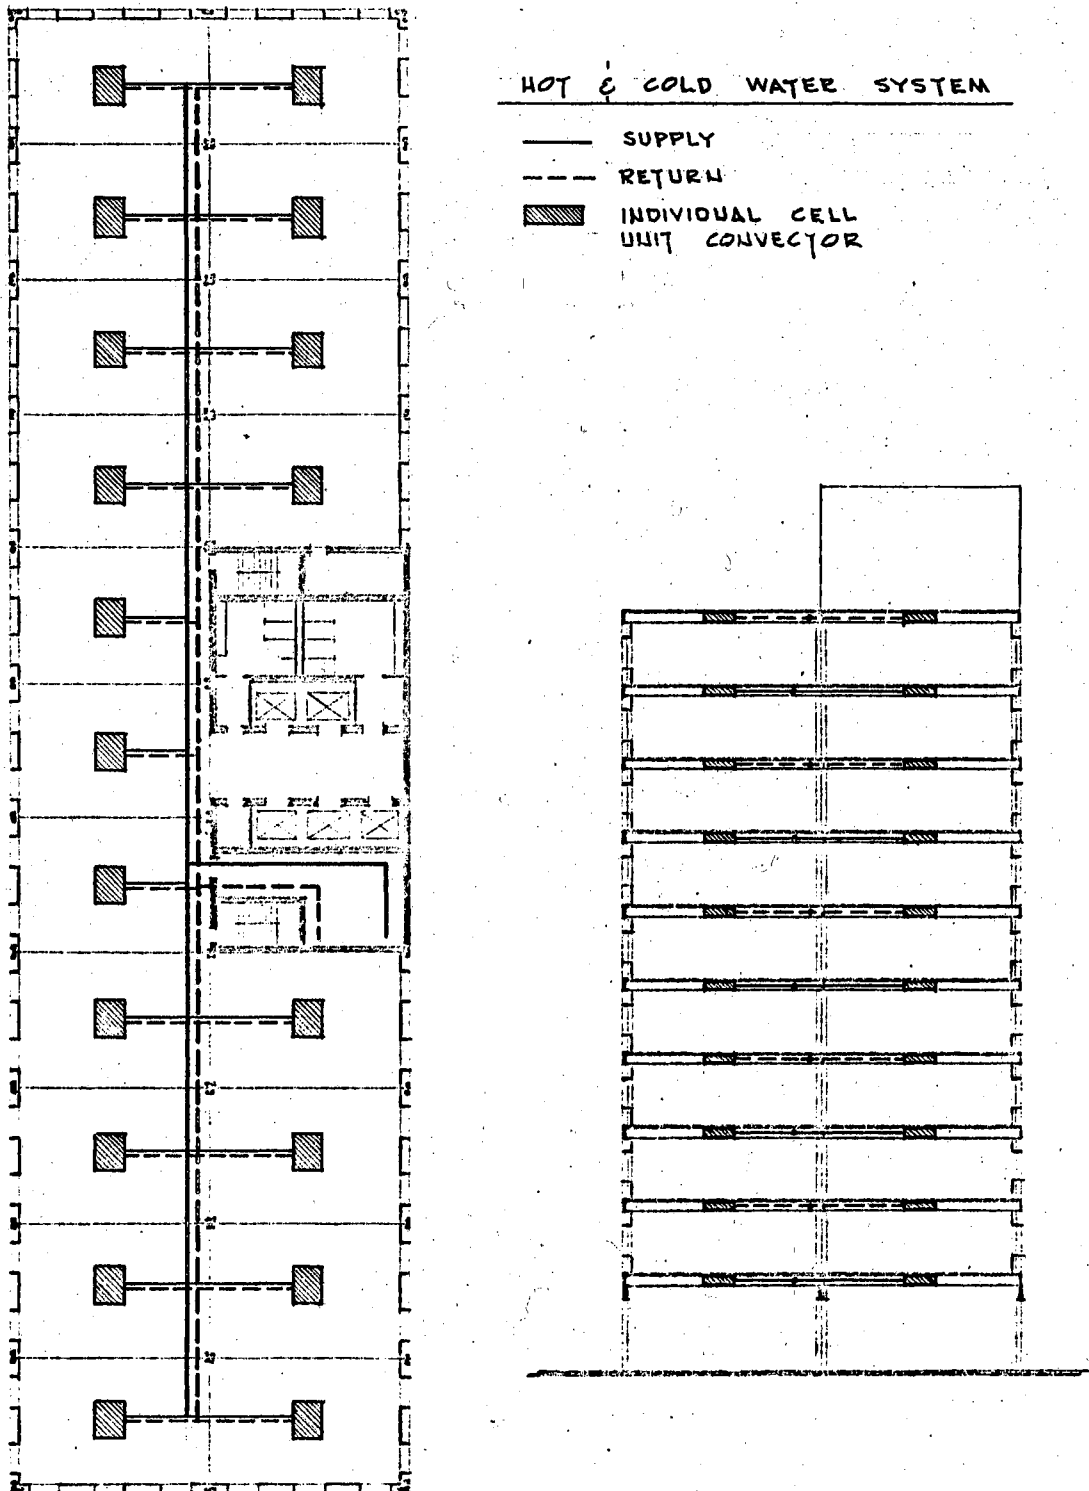 HOT & COLD WATER SYSTEM
SUPPLY
RETURN
INDIVIDUAL CELL
UNIT CONVECTOR